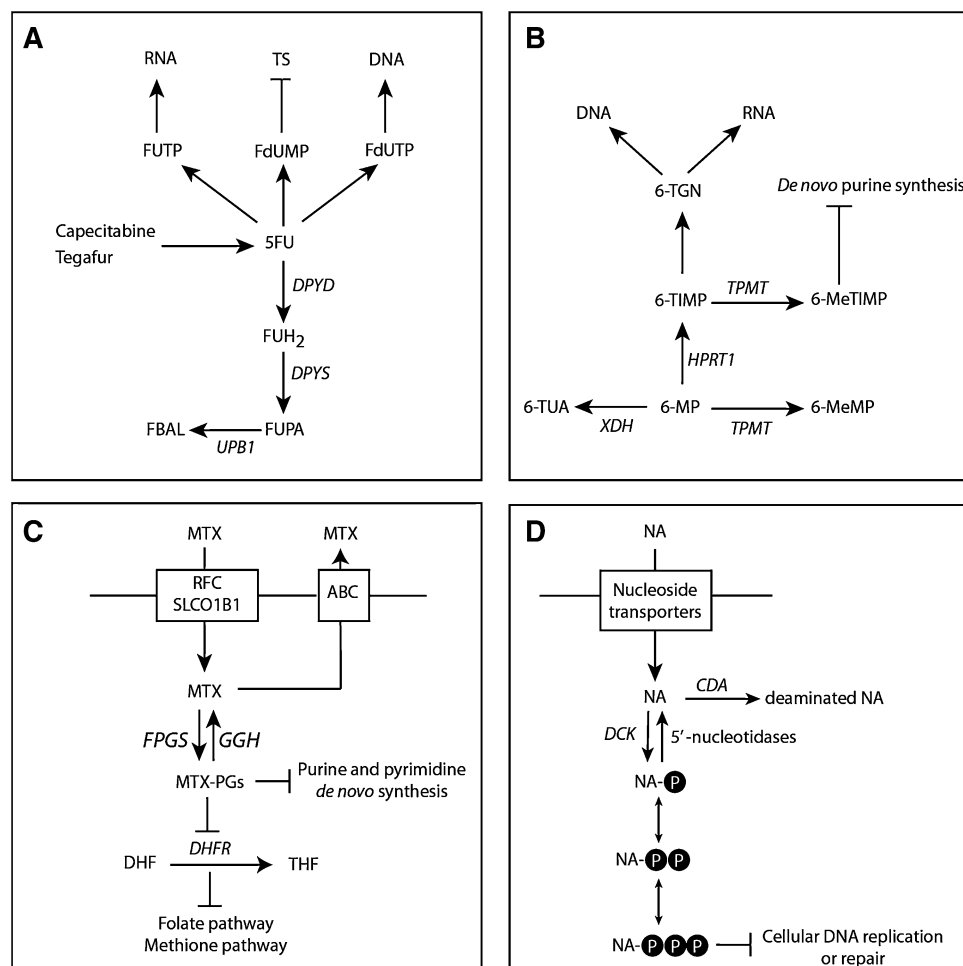 A
RNA
TS
DNA
FUTP
FdUMP
FdUTP
Capecitabine
Tegafur
5FU
DPYD
FUH2
DPYS
FBAL
FUPA
UPB1
B
DNA
RNA
6-TGN
De novo purine synthesis
6-TIMP
TPMT
6-MeTIMP
HPRT1
6-TUA
6-MP
6-MeMP
XDH
TPMT
C
MTX
MTX
RFC
SLCO1B1
ABC
MTX
FPGS
GGH
MTX-PGs
Purine and pyrimidine
de novo synthesis
DHFR
DHF
THF
Folate pathway
Methione pathway
D
NA
Nucleoside
transporters
NA
CDA
deaminated NA
DCK
5′-nucleotidases
NA-P
NA-PP
NA-PPP
Cellular DNA replication
or repair